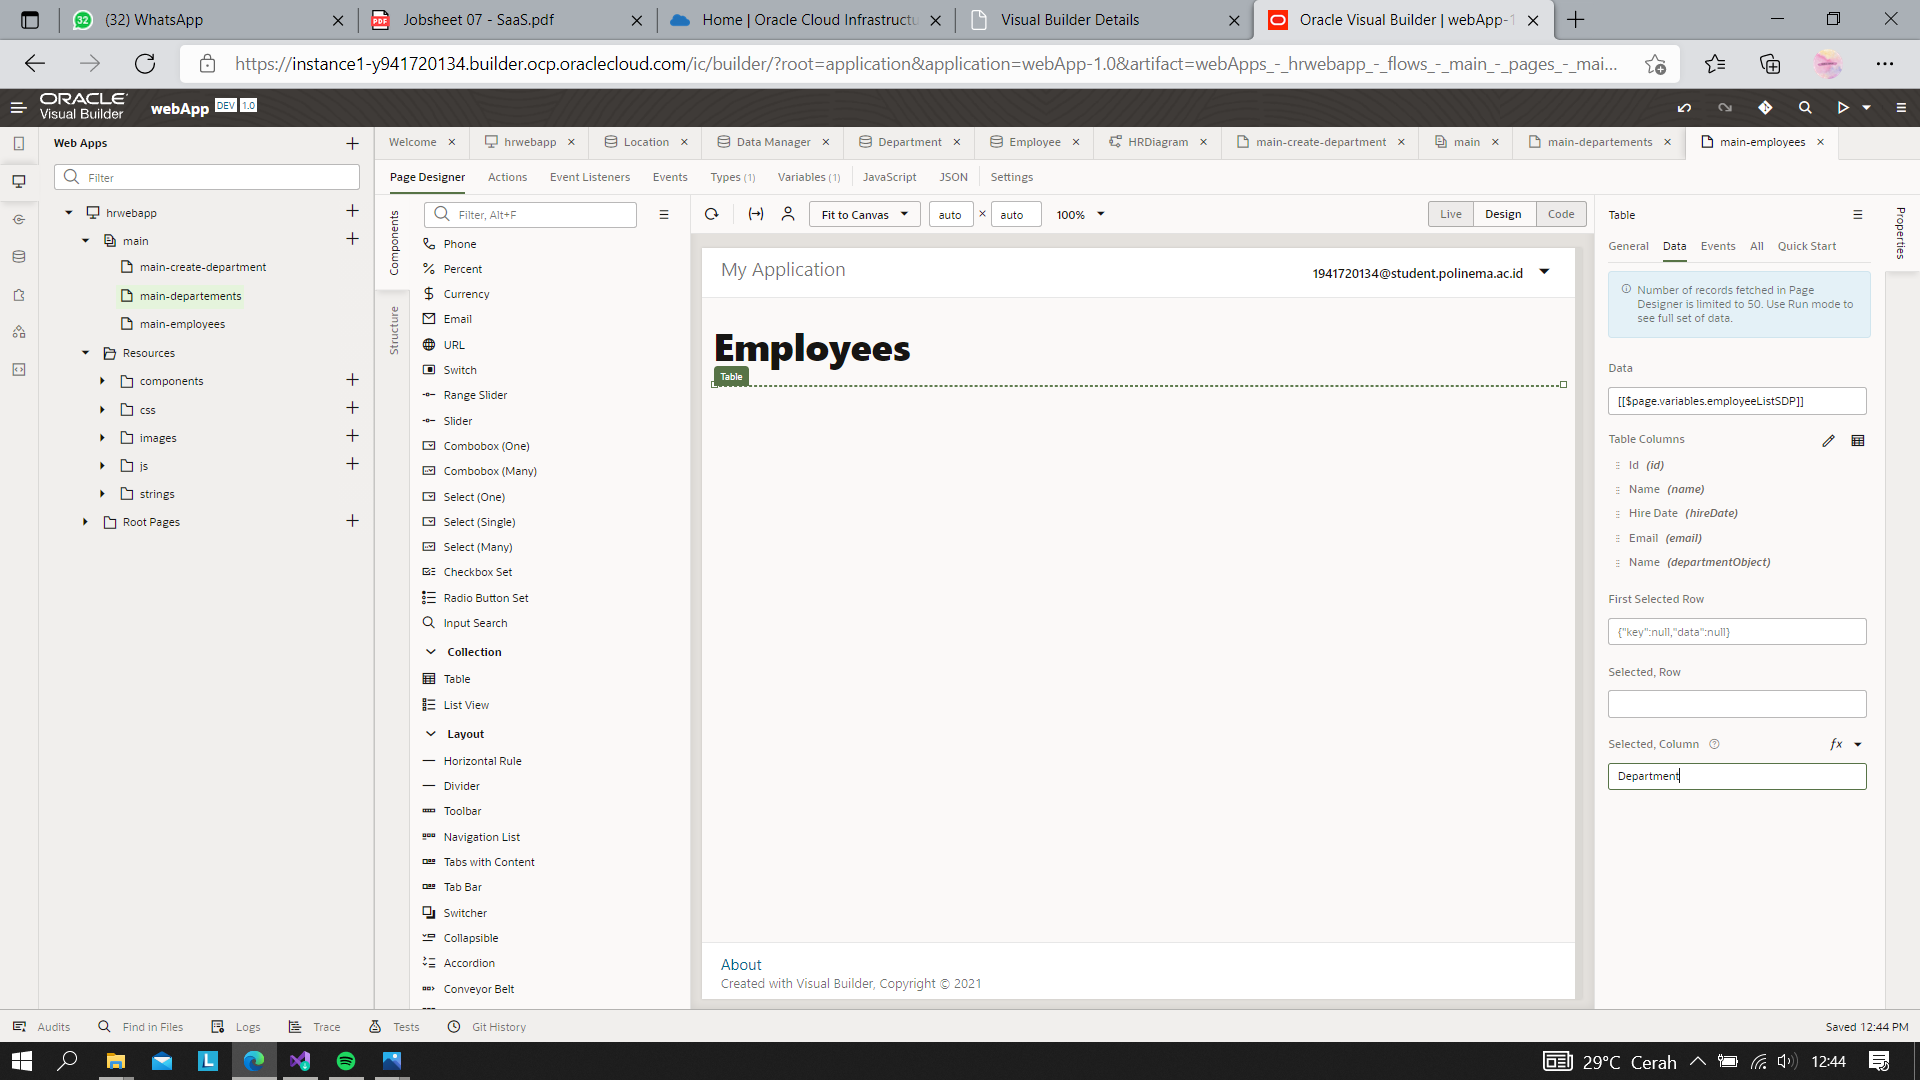 (32) WhatsApp
Jobsheet 07 - SaaS.pdf
Home | Oracle Cloud Infrastructu
Visual Builder Details
Oracle Visual Builder | webApp-1
https://instance1-y941720134.builder.ocp.oraclecloud.com/ic/builder/?root=application&application=webApp-1.0&artifact=webApps_-_hrwebapp_-_flows_-_main_-_pages_-_mai...
ORACLE
Visual Builder
webApp DEV 1.0
Web Apps
Filter
hrwebapp
main
main-create-department
main-departements
main-employees
Resources
components
css
images
js
strings
Root Pages
Welcome
hrwebapp
Location
Data Manager
Department
Employee
HRDiagram
main-create-department
main
main-departements
main-employees
Page Designer
Actions
Event Listeners
Events
Types (1)
Variables (1)
JavaScript
JSON
Settings
Components
Structure
Filter, Alt+F
Phone
Percent
Currency
Email
URL
Switch
Range Slider
Slider
Combobox (One)
Combobox (Many)
Select (One)
Select (Single)
Select (Many)
Checkbox Set
Radio Button Set
Input Search
Collection
Table
List View
Layout
Horizontal Rule
Divider
Toolbar
Navigation List
Tabs with Content
Tab Bar
Switcher
Collapsible
Accordion
Conveyor Belt
Fit to Canvas
auto × auto
100%
Live
Design
Code
My Application
1941720134@student.polinema.ac.id
Employees
Table
About
Created with Visual Builder, Copyright © 2021
Table
Properties
General
Data
Events
All
Quick Start
Number of records fetched in Page
Designer is limited to 50. Use Run mode to
see full set of data.
Data
[[$page.variables.employeeListSDP]]
Table Columns
Id (id)
Name (name)
Hire Date (hireDate)
Email (email)
Name (departmentObject)
First Selected Row
{"key":null,"data":null}
Selected, Row
Selected, Column
fx
Department
Audits
Find in Files
Logs
Trace
Tests
Git History
Saved 12:44 PM
29°C Cerah
12:44